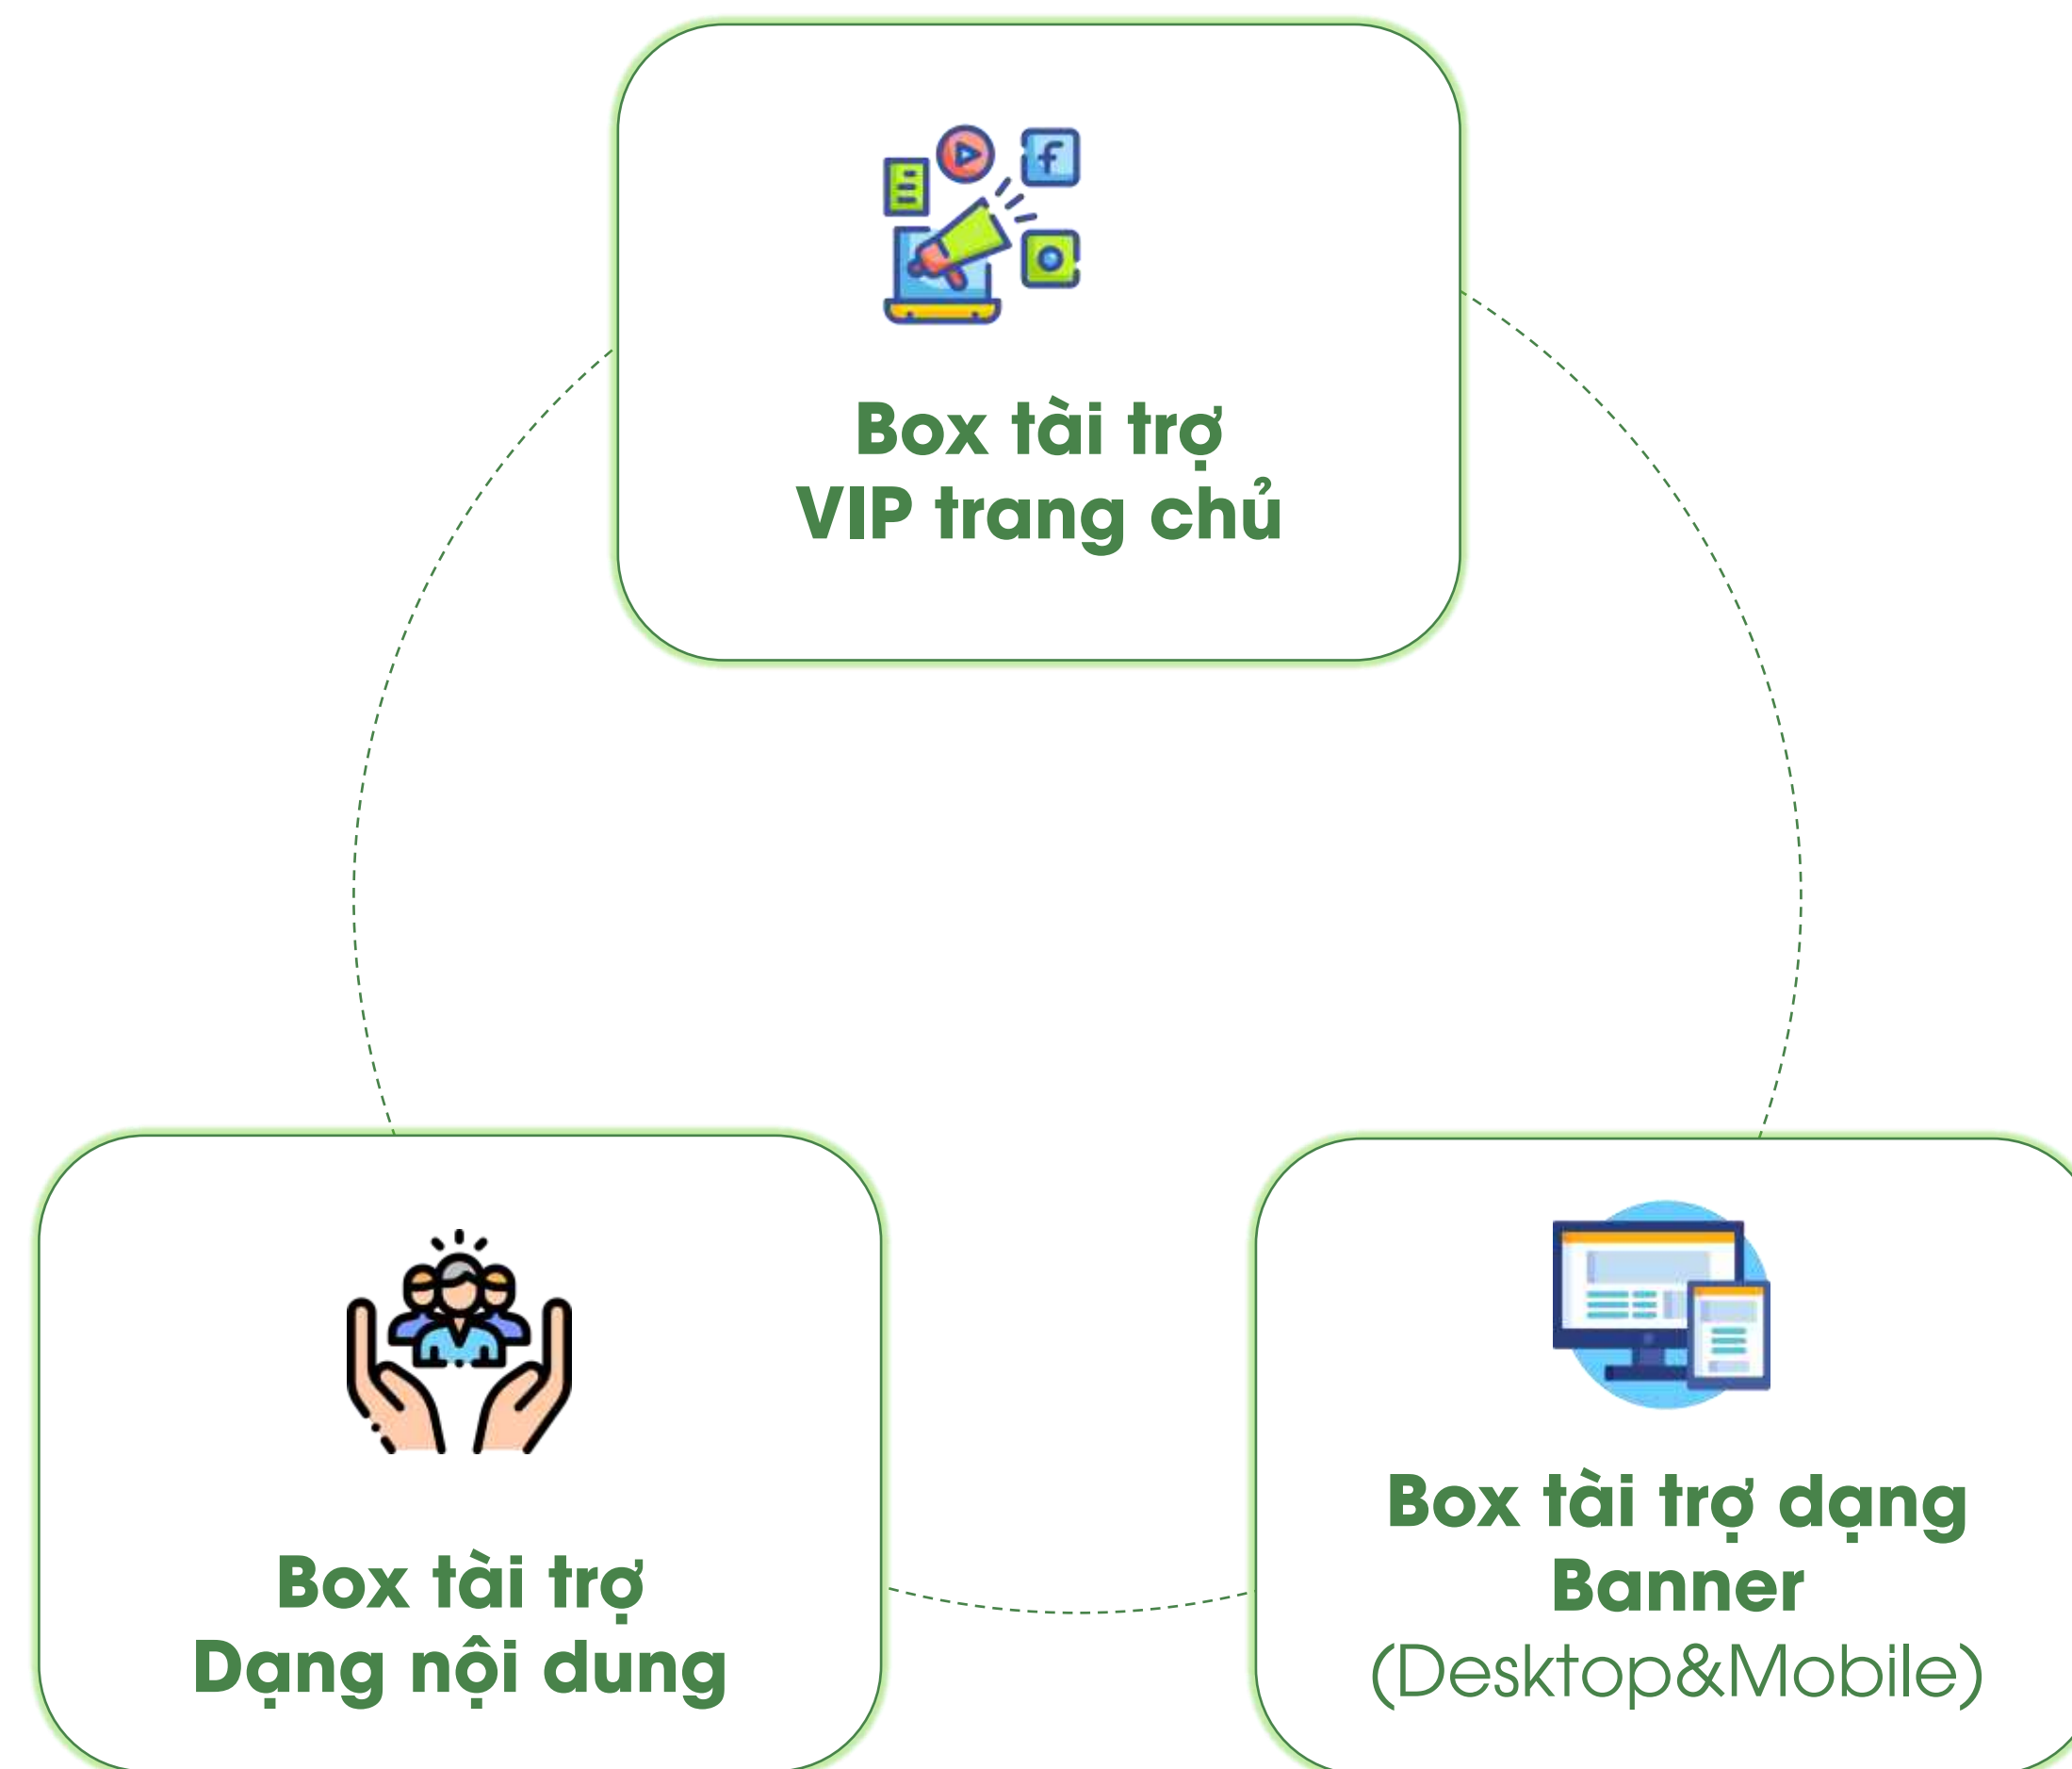 Box tài trợ
VIP trang chủ
Box tài trợ
Dạng nội dung
Box tài trợ dạng
Banner
(Desktop&Mobile)